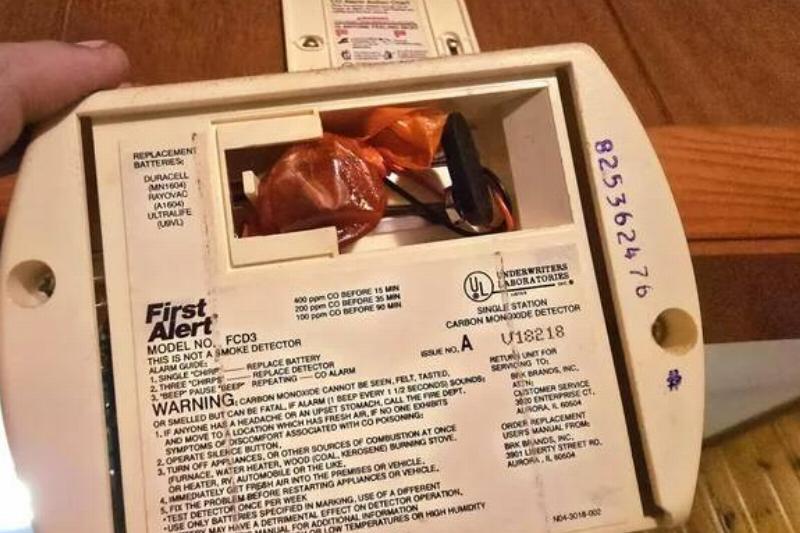 REPLACEMENT
BATTERIES:
DURACELL
(MN1604)
RAYOVAC
(A1604)
ULTRALIFE
(U9VL)
400 ppm CO BEFORE 15 MIN
200 ppm CO BEFORE 35 MIN
100 ppm CO BEFORE 90 MIN
UL
UNDERWRITERS
LABORATORIES INC.
SINGLE STATION
CARBON MONOXIDE DETECTOR
First
Alert
MODEL NO. FCD3
ISSUE NO. A
V18218
THIS IS NOT A SMOKE DETECTOR
ALARM GUIDE:
1. SINGLE "CHIRP" REPLACE BATTERY
2. THREE "CHIRPS" REPLACE DETECTOR
3. "BEEP" PAUSE "BEEP" REPEATING — CO ALARM
WARNING: CARBON MONOXIDE CANNOT BE SEEN, FELT, TASTED,
OR SMELLED BUT CAN BE FATAL, IF ALARM (1 BEEP EVERY 1 1/2 SECONDS) SOUNDS:
1. IF ANYONE HAS A HEADACHE OR AN UPSET STOMACH, CALL THE FIRE DEPT.
AND MOVE TO A LOCATION WHICH HAS FRESH AIR, IF NO ONE EXHIBITS
SYMPTOMS OF DISCOMFORT ASSOCIATED WITH CO POISONING:
2. OPERATE SILENCE BUTTON.
3. TURN OFF APPLIANCES, OR OTHER SOURCES OF COMBUSTION AT ONCE
(FURNACE, WATER HEATER, WOOD (COAL, KEROSENE) BURNING STOVE,
OR HEATER, RV, AUTOMOBILE OR THE LIKE.
4. IMMEDIATELY GET FRESH AIR INTO THE PREMISES OR VEHICLE.
5. FIX THE PROBLEM BEFORE RESTARTING APPLIANCES OR VEHICLE.
*TEST DETECTOR ONCE PER WEEK
*USE ONLY BATTERIES SPECIFIED IN MARKING. USE OF A DIFFERENT
BATTERY MAY HAVE A DETRIMENTAL EFFECT ON DETECTOR OPERATION.
MANUAL FOR ADDITIONAL INFORMATION
OR LOW TEMPERATURES OR HIGH HUMIDITY
RETURN UNIT FOR
SERVICING TO:
BRK BRANDS, INC.
ATTN:
CUSTOMER SERVICE
3920 ENTERPRISE CT.
AURORA, IL 60504
ORDER REPLACEMENT
USER'S MANUAL FROM:
BRK BRANDS, INC.
3901 LIBERTY STREET RD.
AURORA, IL 60504
N04-3018-002
825362476